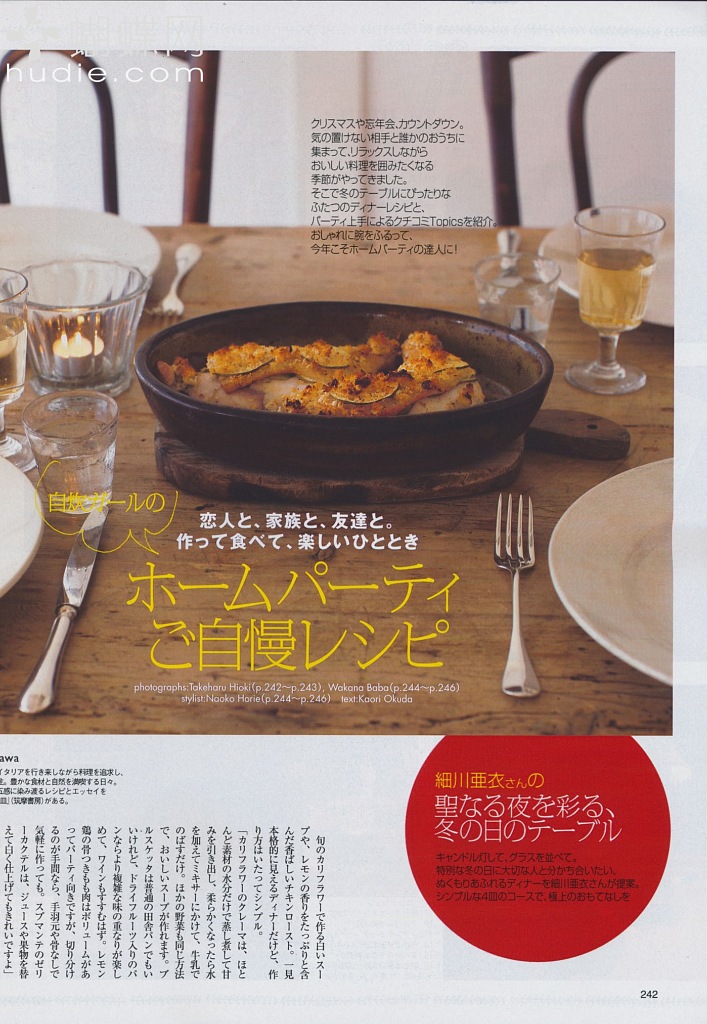 hudie.com
クリスマスや忘年会、カウントダウン。
気の置けない相手と誰かのおうちに
集まって、リラックスしながら
おいしい料理を囲みたくなる
季節がやってきました。
そこで冬のテーブルにぴったりな
ふたつのディナーレシピと、
パーティ上手によるクチコミTopicsを紹介。
おしゃれに腕をふるって、
今年こそホームパーティの達人に!
自炊ガールの
恋人と、家族と、友達と。
作って食べて、楽しいひととき
ホームパーティ
ご自慢レシピ
photographs:Takeharu Hioki(p.242〜p.243), Wakana Baba(p.244〜p.246)
stylist:Naoko Horie(p.244〜p.246) text:Kaori Okuda
awa
イタリアを行き来しながら料理を追求し、
豊かな食材と自然を満喫する日々。
五感に染み渡るレシピとエッセイを
皿』(筑摩書房)がある。
細川亜衣さんの
聖なる夜を彩る、
冬の日のテーブル
キャンドル灯して、グラスを並べて。
特別な冬の日に大切な人と分かち合いたい、
ぬくもりあふれるディナーを細川亜衣さんが提案。
シンプルな4皿のコースで、極上のおもてなしを
旬のカリフラワーで作る白いスー
プや、レモンの香りをたっぷりと含
んだ香ばしいチキンロースト。一見
本格的に見えるディナーだけど、作
り方はいたってシンプル。
「カリフラワーのクレーマは、ほと
んど素材の水分だけで蒸し煮して甘
みを引き出し、柔らかくなったら水
を加えてミキサーにかけて、牛乳で
のばすだけ。ほかの野菜も同じ方法
で、おいしいスープが作れます。ブ
ルスケッタは普通の田舎パンでもい
いけれど、ドライフルーツ入りのパ
ンならより複雑な味の重なりが楽し
めて、ワインもすすむはず。レモン
鶏の骨つきもも肉はボリュームがあ
ってパーティ向きですが、切り分け
るのが手間なら、手羽元や骨なしで
気軽に作っても。スプマンテのゼリ
ーカクテルは、ジュースや果物を替
えて白く仕上げてもきれいですよ」
242